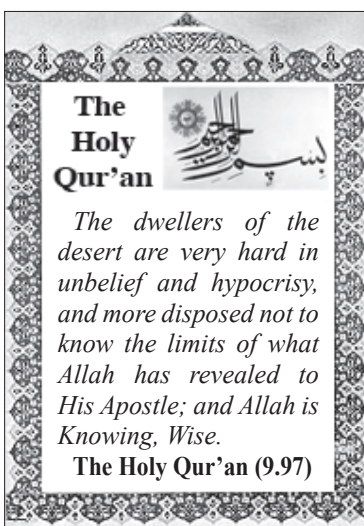 The
Holy
Qur'an
بسم الله الرحمن الرحيم
The dwellers of the
desert are very hard in
unbelief and hypocrisy,
and more disposed not to
know the limits of what
Allah has revealed to
His Apostle; and Allah is
Knowing, Wise.
The Holy Qur'an (9.97)